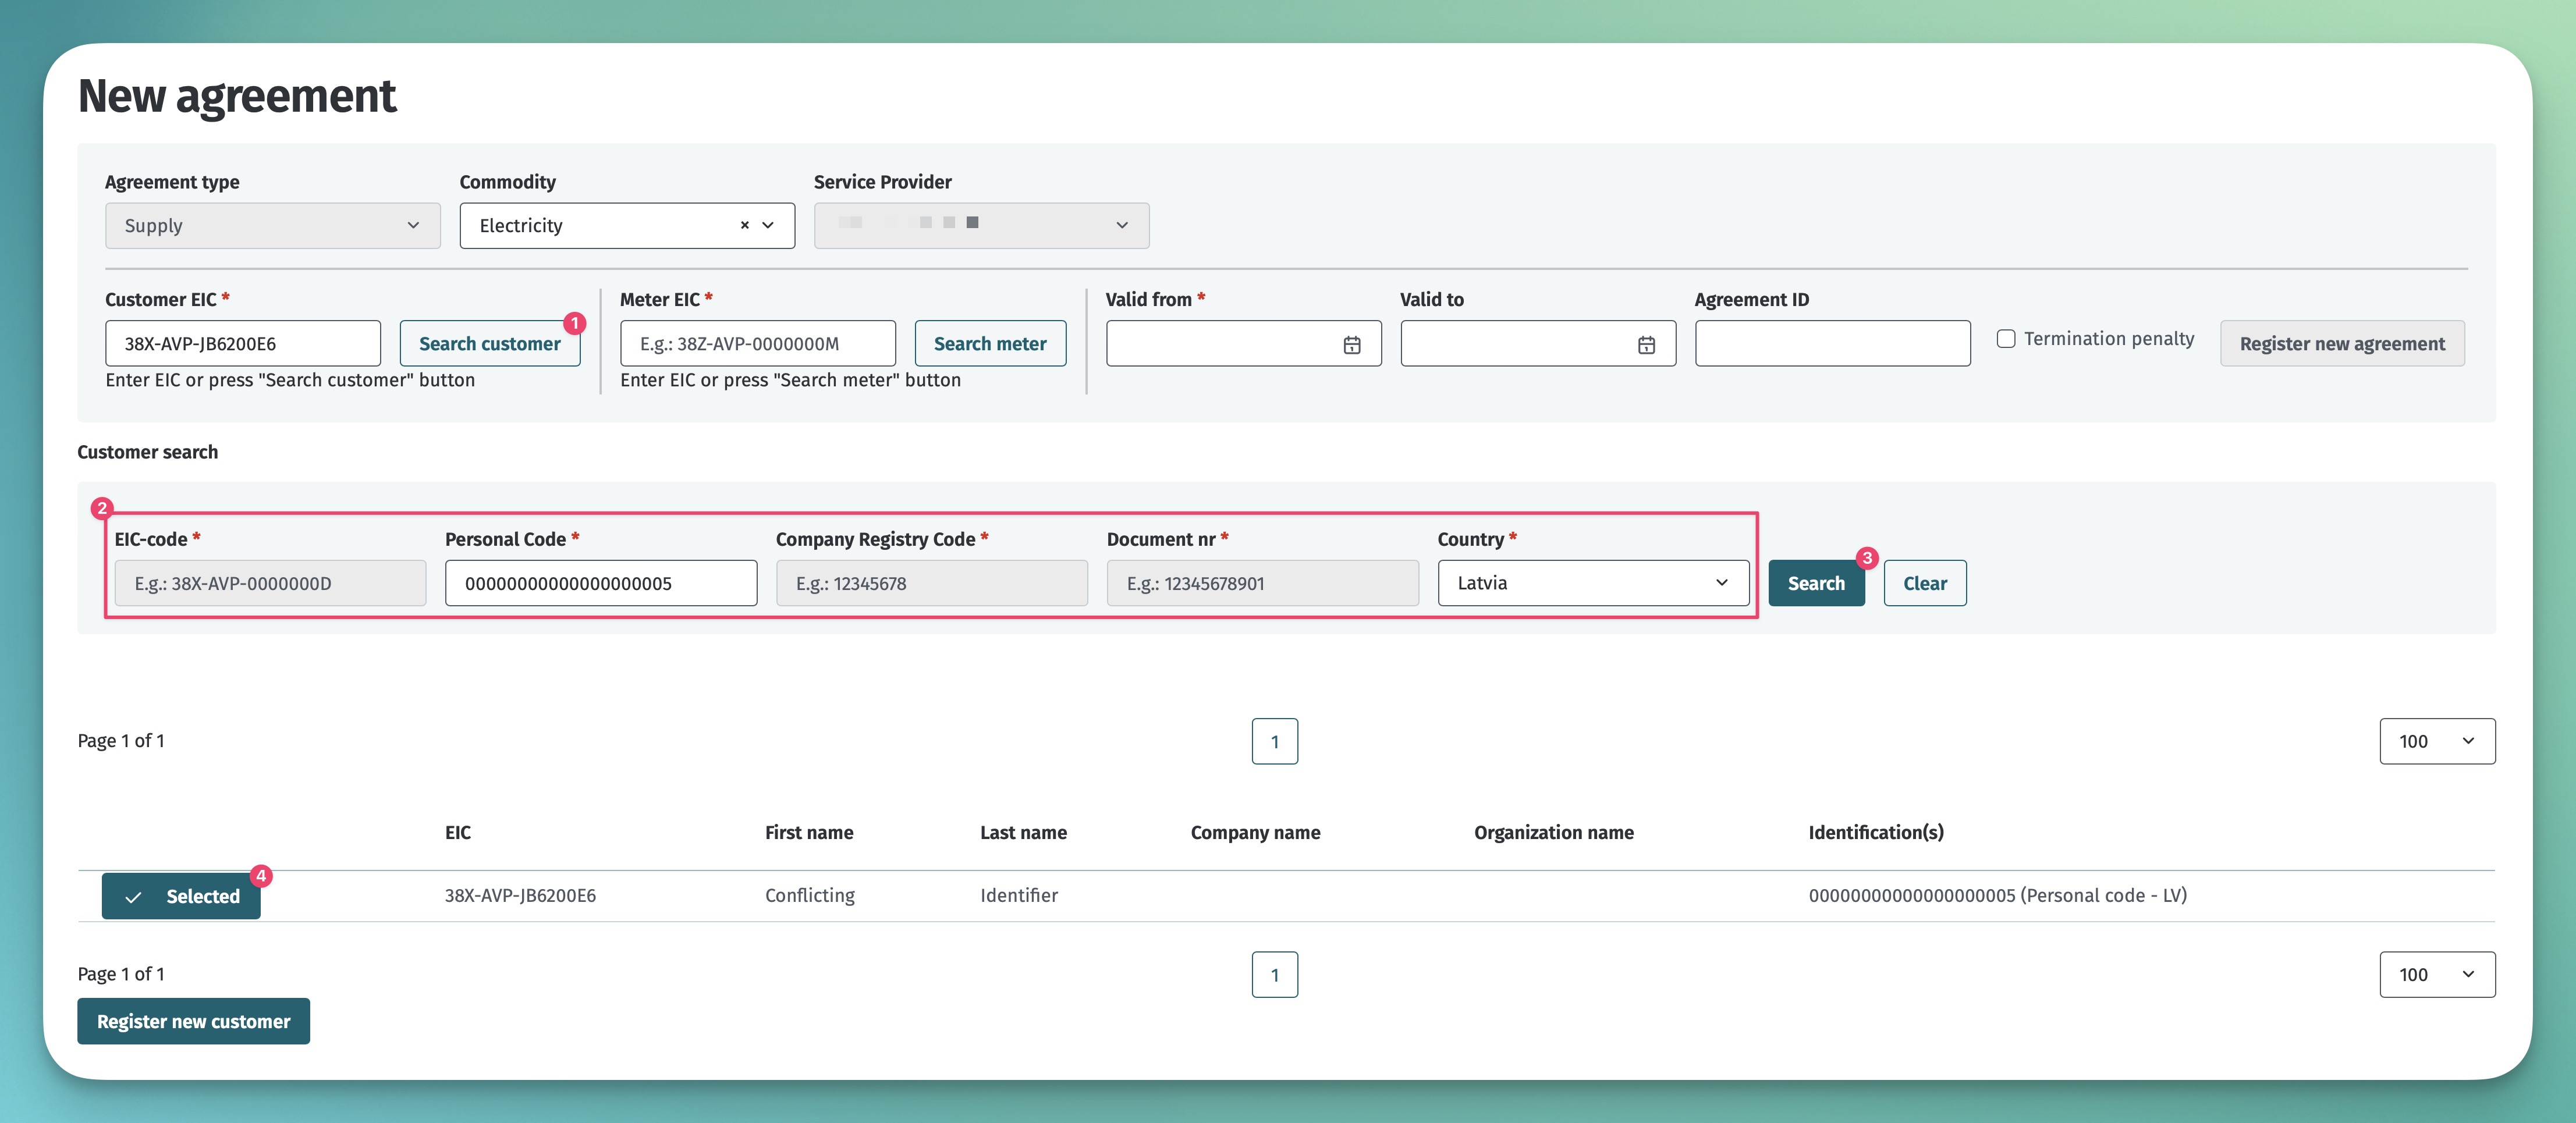 New agreement
Agreement type Commodity Service Provider
Supply Electricity
Customer EIC * Meter EIC * Valid from * Valid to Agreement ID
1
38X-AVP-JB6200E6 Search customer E.g.: 38Z-AVP-0000000M Search meter Termination penalty Register new agreement
Enter EIC or press "Search customer" button Enter EIC or press "Search meter" button
Customer search
2
EIC-code * Personal Code * Company Registry Code * Document nr * Country *
3
E.g.: 38X-AVP-0000000D 00000000000000000005 E.g.: 12345678 E.g.: 12345678901 Latvia Search Clear
Page 1 of 1 1 100
EIC First name Last name Company name Organization name Identification(s)
4
Selected 38X-AVP-JB6200E6 Conflicting Identifier 00000000000000000005 (Personal code - LV)
Page 1 of 1 1 100
Register new customer